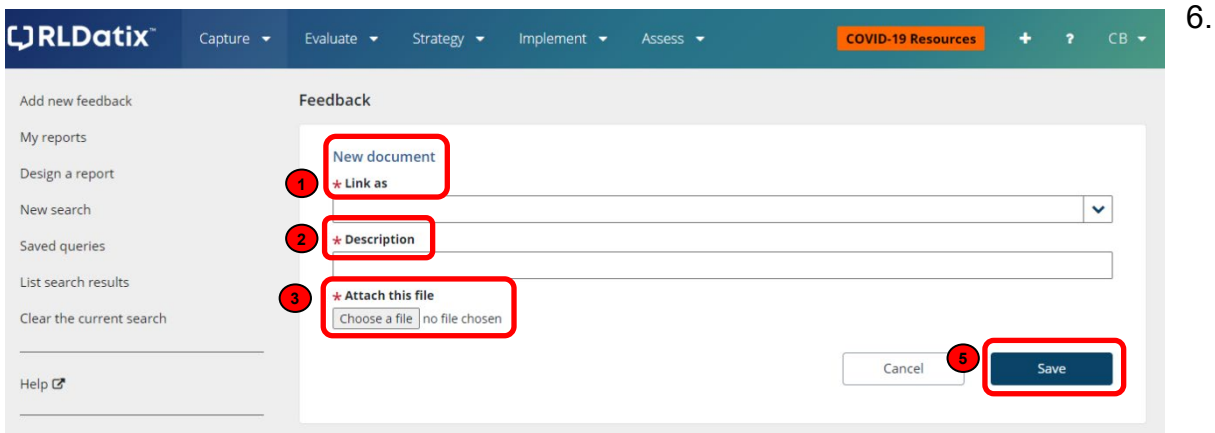 6.
RLDatix™ Capture Evaluate Strategy Implement Assess COVID-19 Resources + ? CB
Add new feedback
My reports
Design a report
New search
Saved queries
List search results
Clear the current search
Help
Feedback
New document
1 * Link as
2 * Description
3 * Attach this file
Choose a file no file chosen
Cancel 5 Save